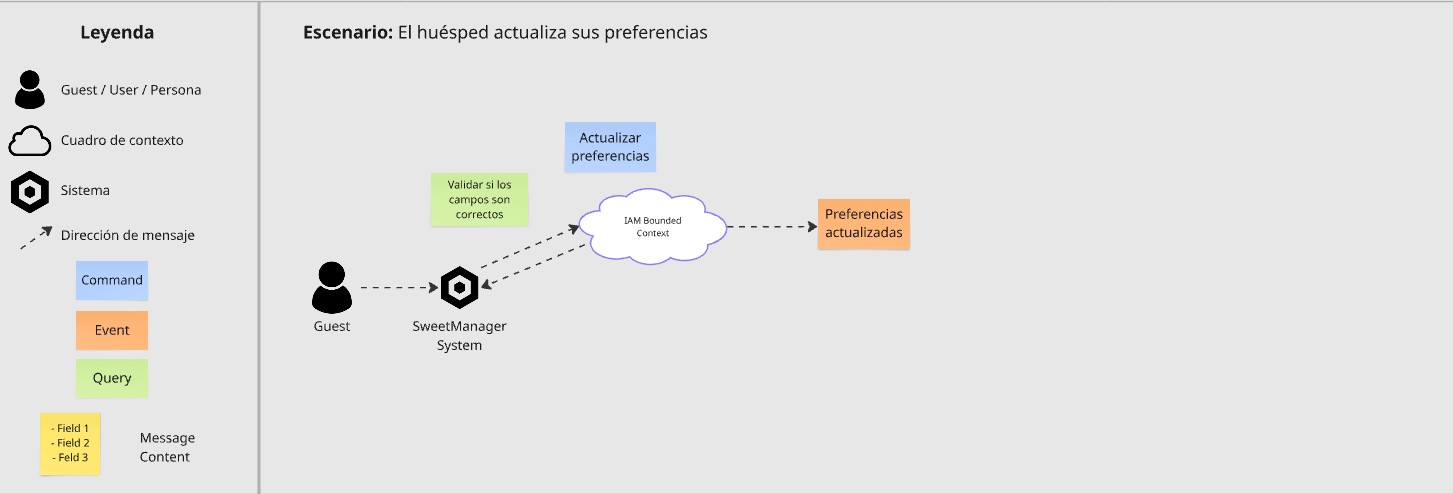 Leyenda
Guest / User / Persona
Cuadro de contexto
Sistema
Dirección de mensaje
Command
Event
Query
- Field 1
- Field 2
- Feld 3
Message
Content
Escenario: El huésped actualiza sus preferencias
Actualizar
preferencias
Validar si los
campos son
correctos
IAM Bounded
Context
Preferencias
actualizadas
Guest
SweetManager
System